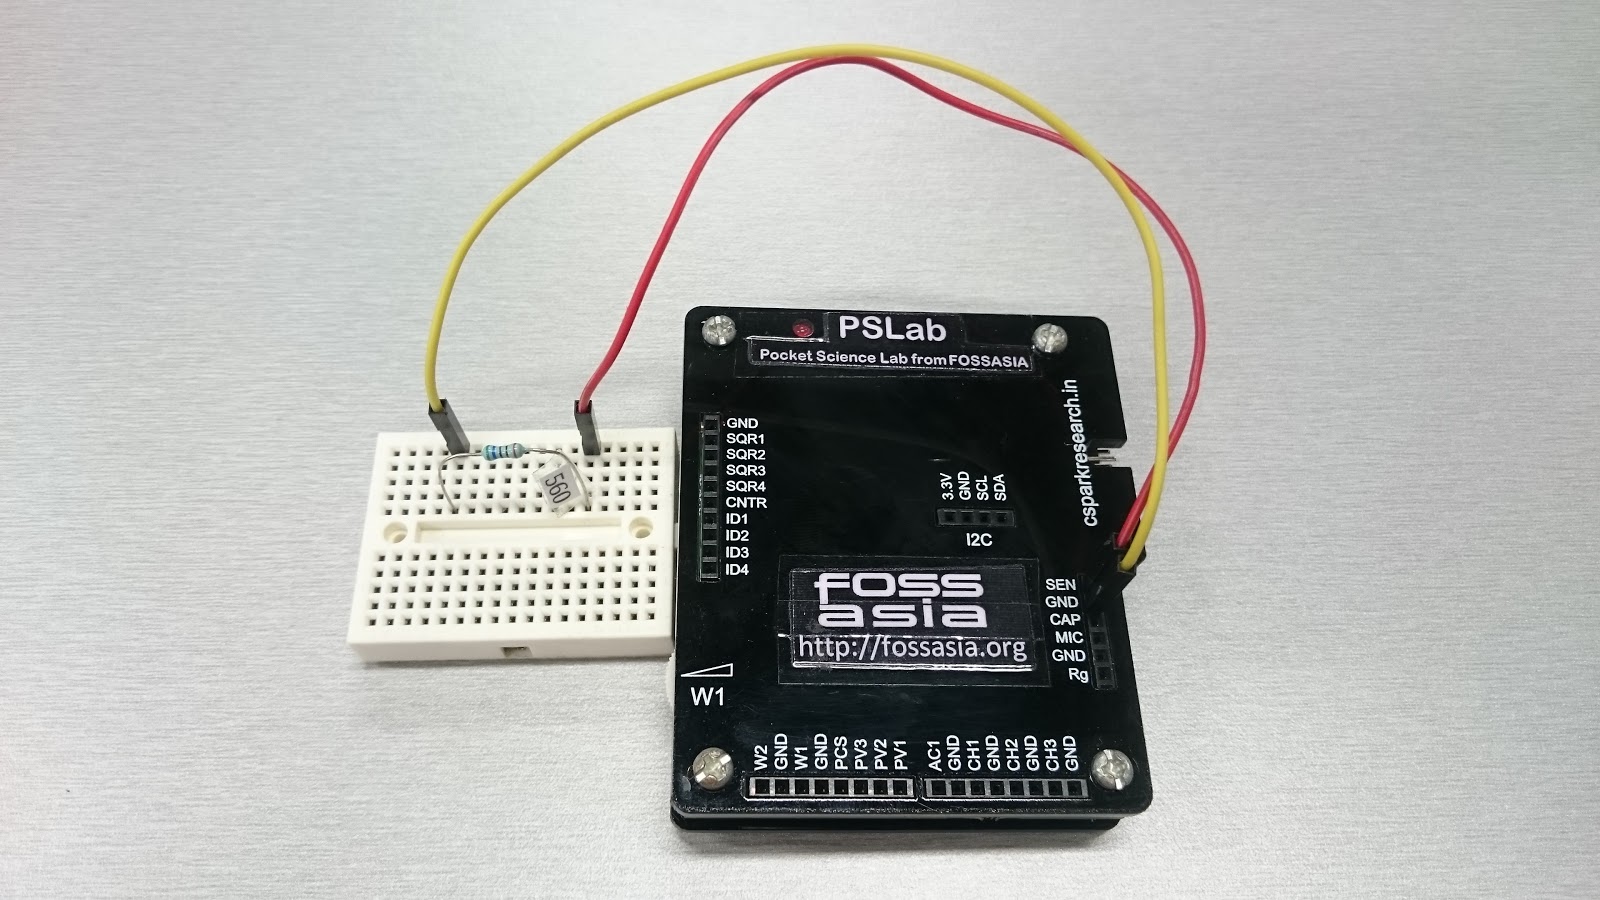 PSLab
Pocket Science Lab from FOSSASIA
csparkresearch.in
GND
SQR1
SQR2
SQR3
SQR4
CNTR
ID1
ID2
ID3
ID4
3.3V
GND
SCL
SDA
I2C
560
foss
asia
http://fossasia.org
SEN
GND
CAP
MIC
GND
Rg
W1
W2
GND
W1
GND
PCS
PV3
PV2
PV1
AC1
GND
CH1
GND
CH2
GND
CH3
GND